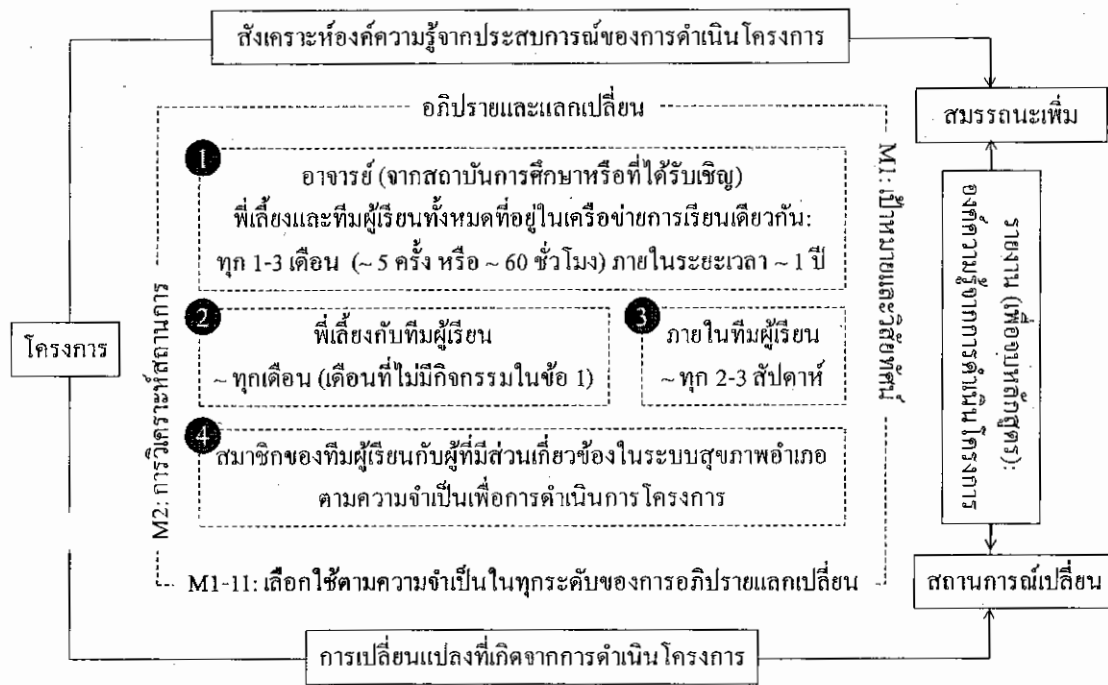 สังเคราะห์องค์ความรู้จากประสบการณ์ของการดำเนินโครงการ
อภิปรายและแลกเปลี่ยน
สมรรถนะเพิ่ม
1
อาจารย์ (จากสถาบันการศึกษาหรือที่ได้รับเชิญ)
พี่เลี้ยงและทีมผู้เรียนทั้งหมดที่อยู่ในเครือข่ายการเรียนเดียวกัน:
ทุก 1-3 เดือน (~ 5 ครั้ง หรือ ~ 60 ชั่วโมง) ภายในระยะเวลา ~ 1 ปี
M1: เป้าหมายและวิสัยทัศน์
รายงาน (เพื่อจบหลักสูตร):
องค์ความรู้จากการดำเนินโครงการ
โครงการ
M2: การวิเคราะห์สถานการ
2
พี่เลี้ยงกับทีมผู้เรียน
~ ทุกเดือน (เดือนที่ไม่มีกิจกรรมในข้อ 1)
3
ภายในทีมผู้เรียน
~ ทุก 2-3 สัปดาห์
4
สมาชิกของทีมผู้เรียนกับผู้ที่มีส่วนเกี่ยวข้องในระบบสุขภาพอำเภอ
ตามความจำเป็นเพื่อการดำเนินการโครงการ
M1-11: เลือกใช้ตามความจำเป็นในทุกระดับของการอภิปรายแลกเปลี่ยน
สถานการณ์เปลี่ยน
การเปลี่ยนแปลงที่เกิดจากการดำเนินโครงการ